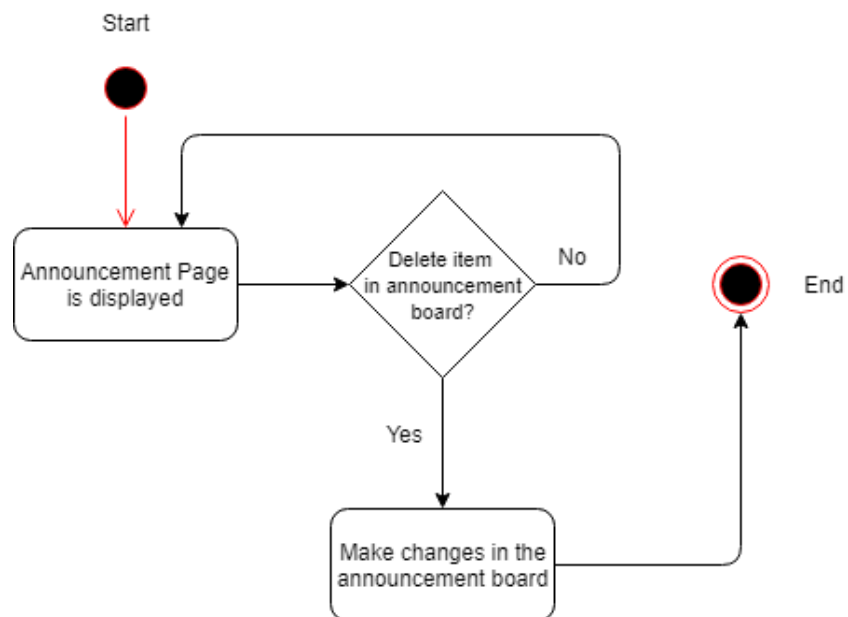 Start
Announcement Page
is displayed
Delete item
in announcement
board?
No
End
Yes
Make changes in the
announcement board